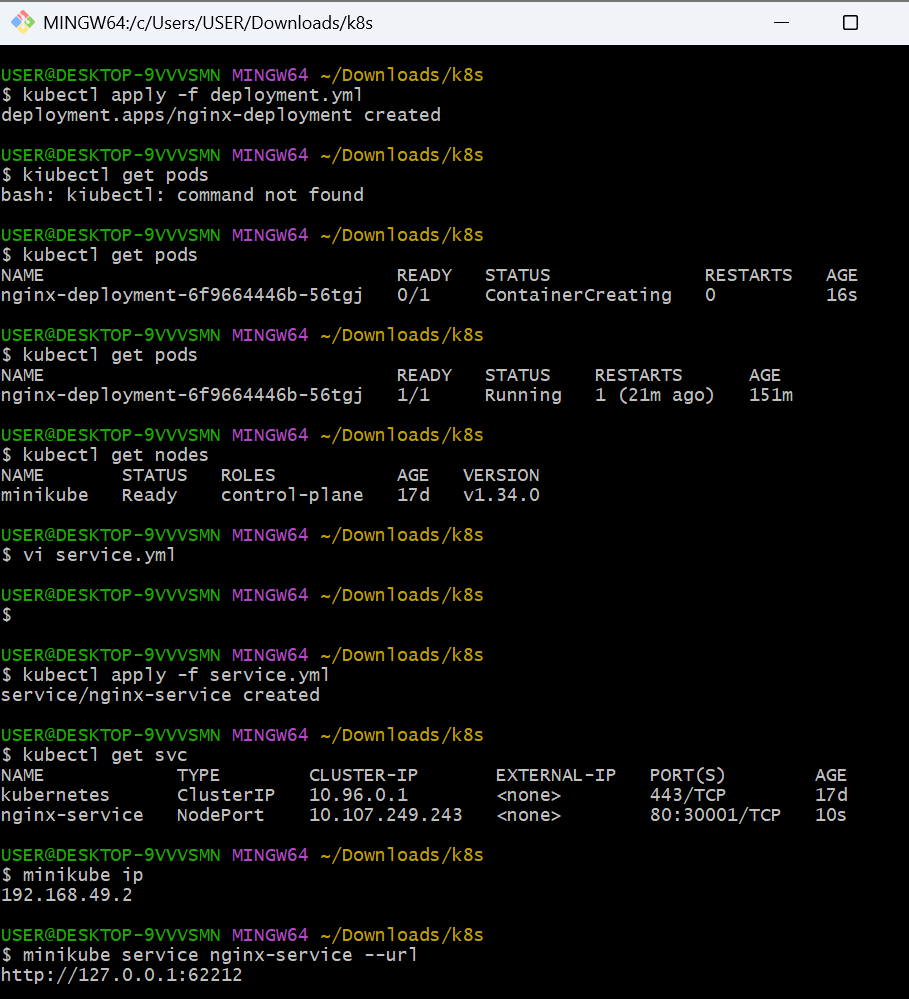 MINGW64:/c/Users/USER/Downloads/k8s
USER@DESKTOP-9VVVSMN MINGW64 ~/Downloads/k8s
$ kubectl apply -f deployment.yml
deployment.apps/nginx-deployment created
USER@DESKTOP-9VVVSMN MINGW64 ~/Downloads/k8s
$ kiubectl get pods
bash: kiubectl: command not found
USER@DESKTOP-9VVVSMN MINGW64 ~/Downloads/k8s
$ kubectl get pods
NAME READY STATUS RESTARTS AGE
nginx-deployment-6f9664446b-56tgj 0/1 ContainerCreating 0 16s
USER@DESKTOP-9VVVSMN MINGW64 ~/Downloads/k8s
$ kubectl get pods
NAME READY STATUS RESTARTS AGE
nginx-deployment-6f9664446b-56tgj 1/1 Running 1 (21m ago) 151m
USER@DESKTOP-9VVVSMN MINGW64 ~/Downloads/k8s
$ kubectl get nodes
NAME STATUS ROLES AGE VERSION
minikube Ready control-plane 17d v1.34.0
USER@DESKTOP-9VVVSMN MINGW64 ~/Downloads/k8s
$ vi service.yml
USER@DESKTOP-9VVVSMN MINGW64 ~/Downloads/k8s
$
USER@DESKTOP-9VVVSMN MINGW64 ~/Downloads/k8s
$ kubectl apply -f service.yml
service/nginx-service created
USER@DESKTOP-9VVVSMN MINGW64 ~/Downloads/k8s
$ kubectl get svc
NAME TYPE CLUSTER-IP EXTERNAL-IP PORT(S) AGE
kubernetes ClusterIP 10.96.0.1 <none> 443/TCP 17d
nginx-service NodePort 10.107.249.243 <none> 80:30001/TCP 10s
USER@DESKTOP-9VVVSMN MINGW64 ~/Downloads/k8s
$ minikube ip
192.168.49.2
USER@DESKTOP-9VVVSMN MINGW64 ~/Downloads/k8s
$ minikube service nginx-service --url
http://127.0.0.1:62212